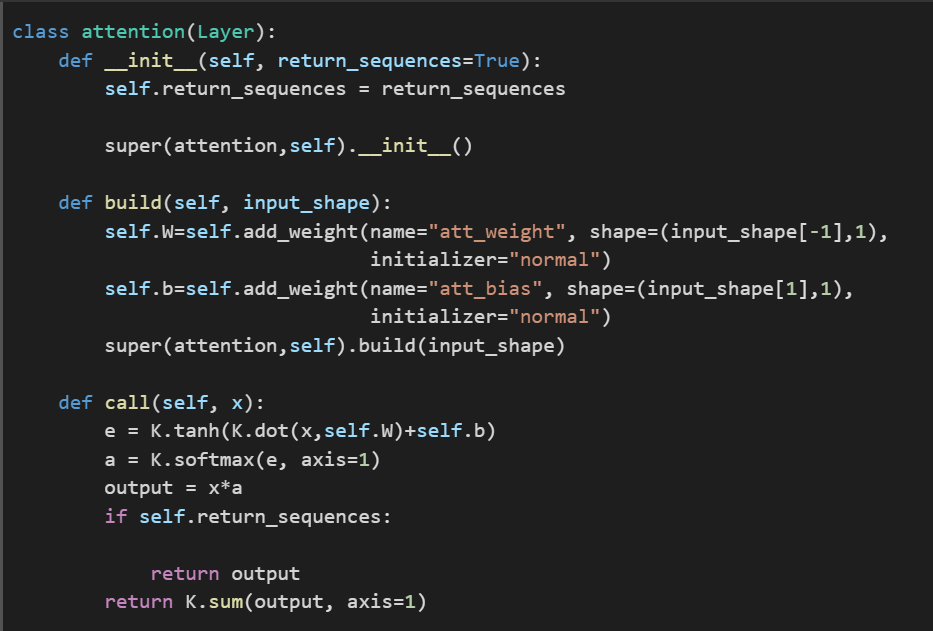 class attention(Layer):
    def __init__(self, return_sequences=True):
        self.return_sequences = return_sequences

        super(attention,self).__init__()

    def build(self, input_shape):
        self.W=self.add_weight(name="att_weight", shape=(input_shape[-1],1),
                               initializer="normal")
        self.b=self.add_weight(name="att_bias", shape=(input_shape[1],1),
                               initializer="normal")
        super(attention,self).build(input_shape)

    def call(self, x):
        e = K.tanh(K.dot(x,self.W)+self.b)
        a = K.softmax(e, axis=1)
        output = x*a
        if self.return_sequences:

            return output
        return K.sum(output, axis=1)